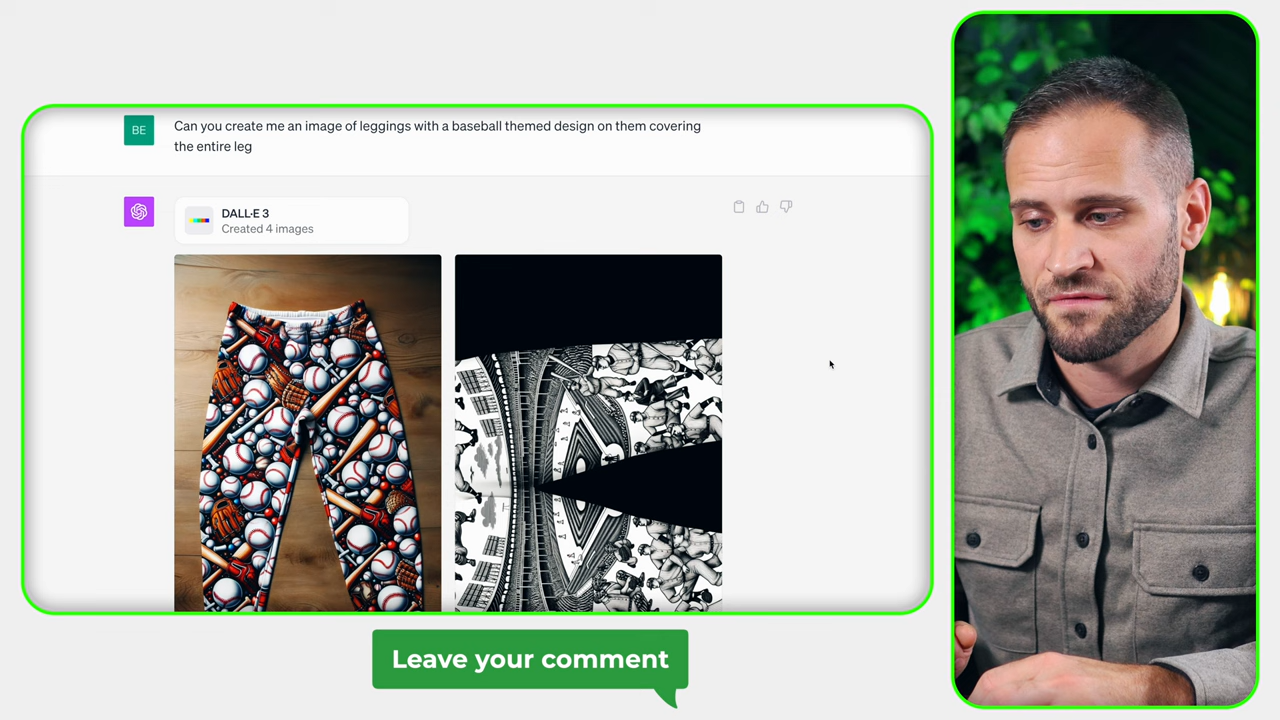 BE
Can you create me an image of leggings with a baseball themed design on them covering
the entire leg
DALL·E 3
Created 4 images
Leave your comment